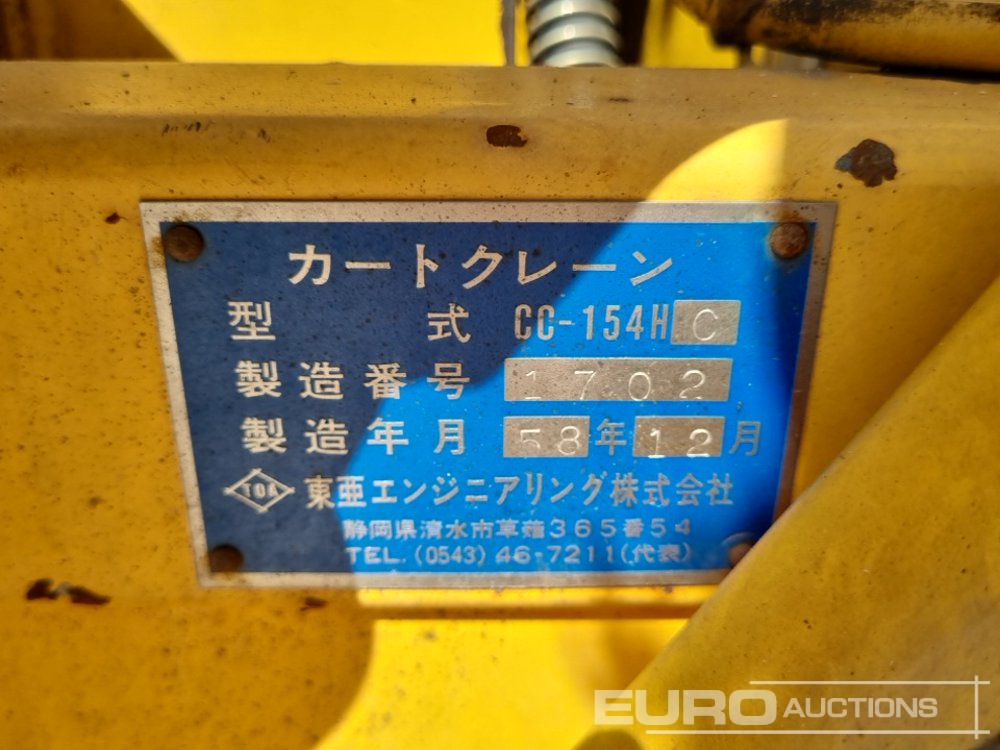 カートクレーン
型式 CC-154H C
製造番号 1702
製造年月 58年12月
TOA 東亜エンジニアリング株式会社
静岡県清水市草薙365番54
TEL.(0543)46-7211(代表)
EURO AUCTIONS